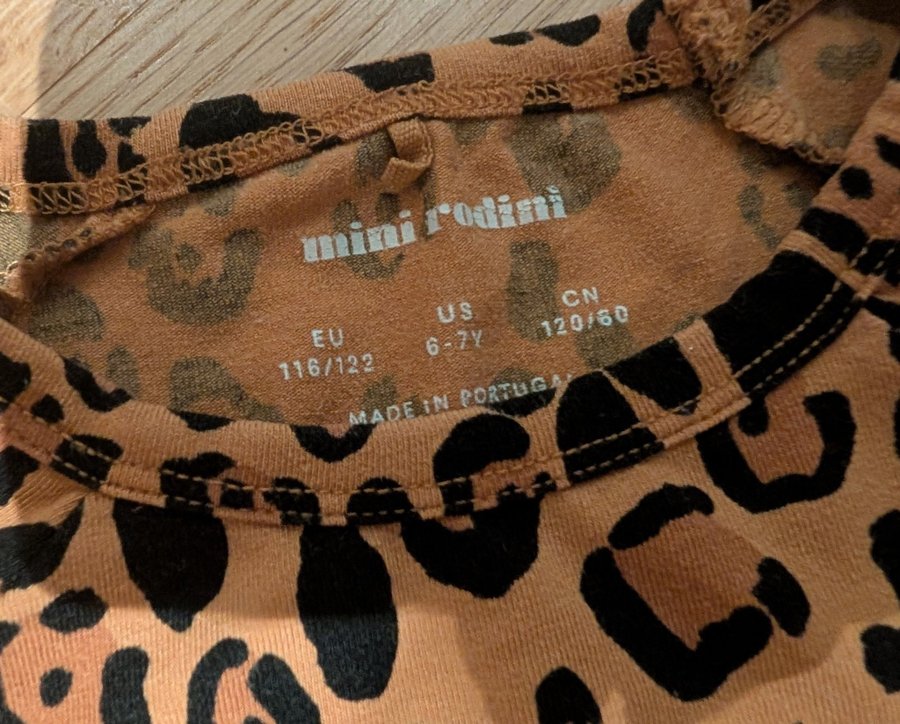 mini rodini
EU US CN
116/122 6-7Y 120/60
MADE IN PORTUGAL